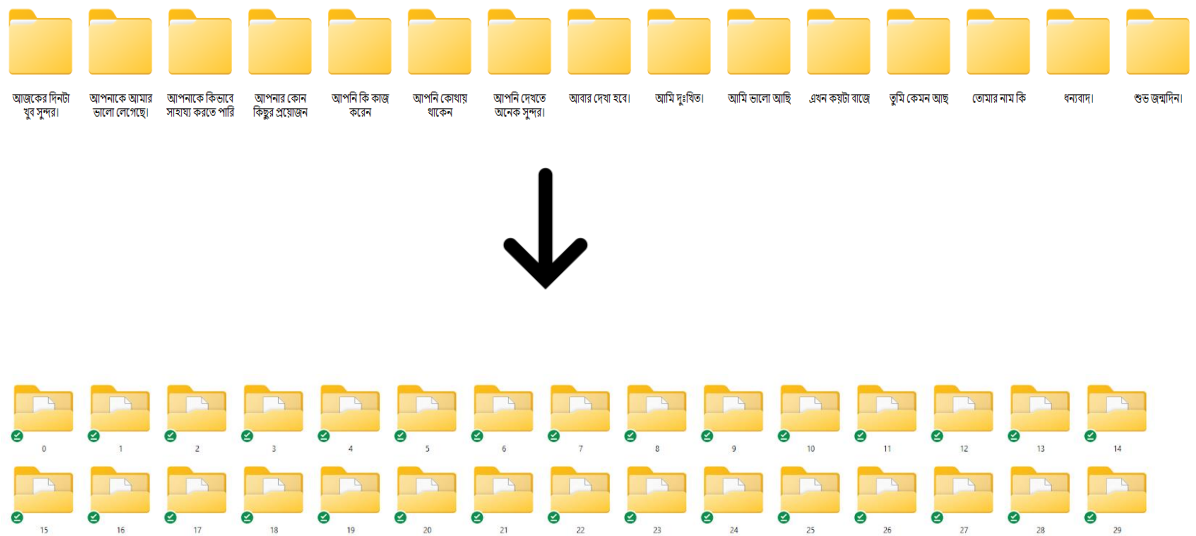 আজকের দিনটা খুব সুন্দর।
আপনাকে আমার ভালো লেগেছে।
আপনাকে কিভাবে সাহায্য করতে পারি
আপনার কোন কিছুর প্রয়োজন
আপনি কি কাজ করেন
আপনি কোথায় থাকেন
আপনি দেখতে অনেক সুন্দর।
আবার দেখা হবে।
আমি দুঃখিত।
আমি ভালো আছি
এখন কয়টা বাজে
তুমি কেমন আছ
তোমার নাম কি
ধন্যবাদ।
শুভ জন্মদিন।
0 1 2 3 4 5 6 7 8 9 10 11 12 13 14
15 16 17 18 19 20 21 22 23 24 25 26 27 28 29